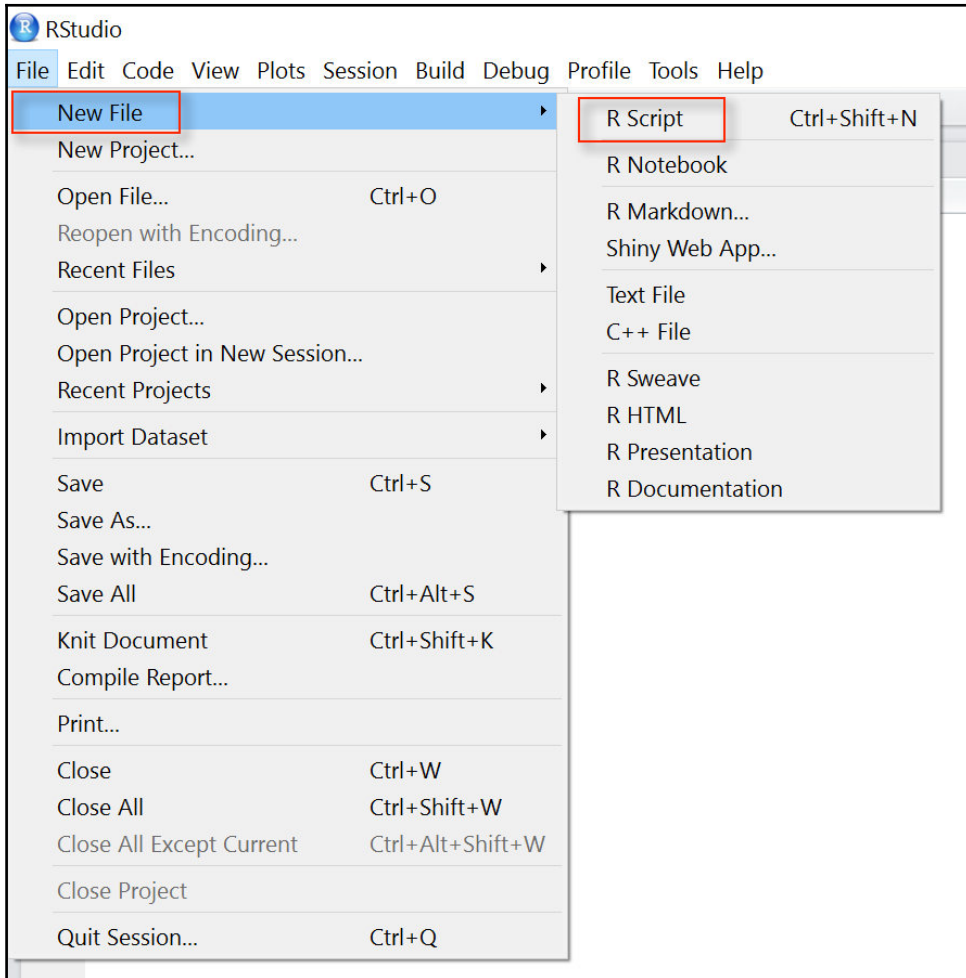 R RStudio
File Edit Code View Plots Session Build Debug Profile Tools Help
New File
New Project...
Open File... Ctrl+O
Reopen with Encoding...
Recent Files
Open Project...
Open Project in New Session...
Recent Projects
Import Dataset
Save Ctrl+S
Save As...
Save with Encoding...
Save All Ctrl+Alt+S
Knit Document Ctrl+Shift+K
Compile Report...
Print...
Close Ctrl+W
Close All Ctrl+Shift+W
Close All Except Current Ctrl+Alt+Shift+W
Close Project
Quit Session... Ctrl+Q
R Script Ctrl+Shift+N
R Notebook
R Markdown...
Shiny Web App...
Text File
C++ File
R Sweave
R HTML
R Presentation
R Documentation